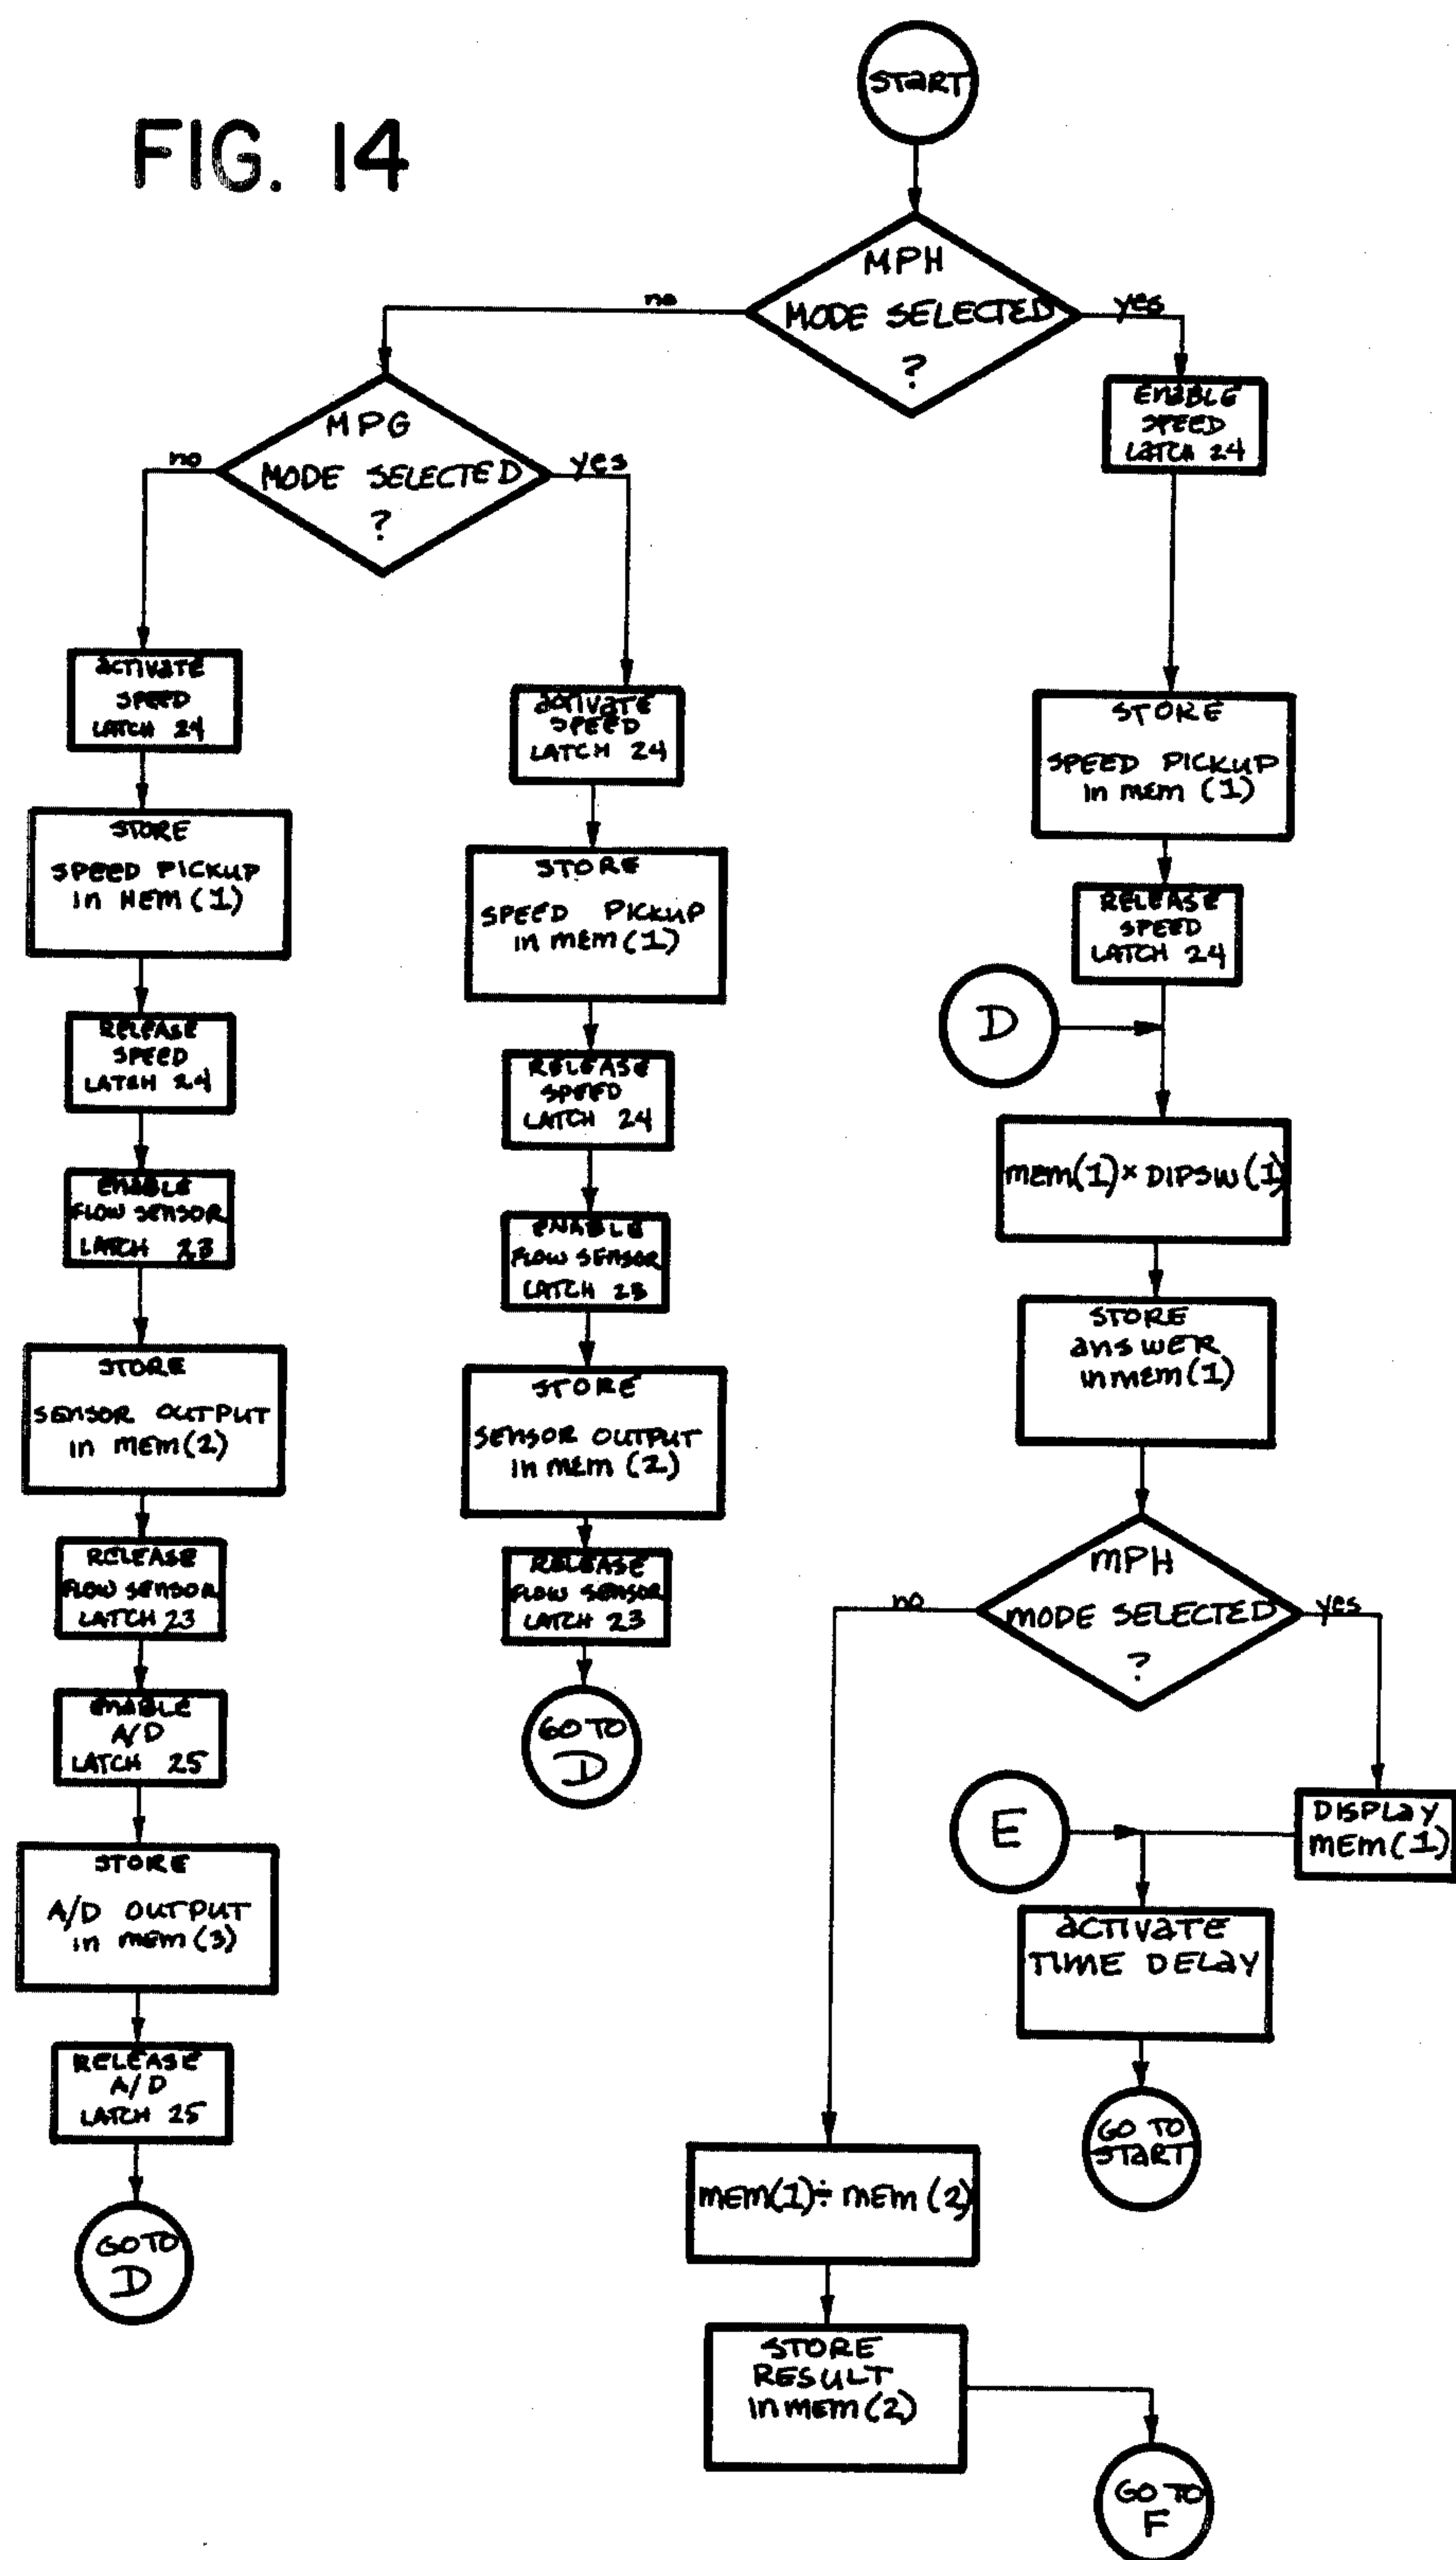 FIG. 14
START
MPH
MODE SELECTED
?
no
yes
ENABLE
SPEED
LATCH 24
MPG
MODE SELECTED
?
no
yes
ACTIVATE
SPEED
LATCH 24
STORE
SPEED PICKUP
in MEM (1)
RELEASE
SPEED
LATCH 24
ENABLE
FLOW SENSOR
LATCH 23
STORE
SENSOR OUTPUT
in mem (2)
RELEASE
FLOW SENSOR
LATCH 23
ENABLE
A/D
LATCH 25
STORE
A/D OUTPUT
in mem (3)
RELEASE
A/D
LATCH 25
GO TO
D
ACTIVATE
SPEED
LATCH 24
STORE
SPEED PICKUP
in mem (1)
RELEASE
SPEED
LATCH 24
ENABLE
FLOW SENSOR
LATCH 23
STORE
SENSOR OUTPUT
in mem (2)
RELEASE
FLOW SENSOR
LATCH 23
GO TO
D
STORE
SPEED PICKUP
in mem (1)
RELEASE
SPEED
LATCH 24
D
mem(1) × DIPSW (1)
STORE
answer
in mem (1)
MPH
MODE SELECTED
?
no
yes
DISPLAY
mem (1)
E
activate
TIME DELAY
GO TO
START
mem(1) ÷ mem (2)
STORE
RESULT
in mem (2)
GO TO
F